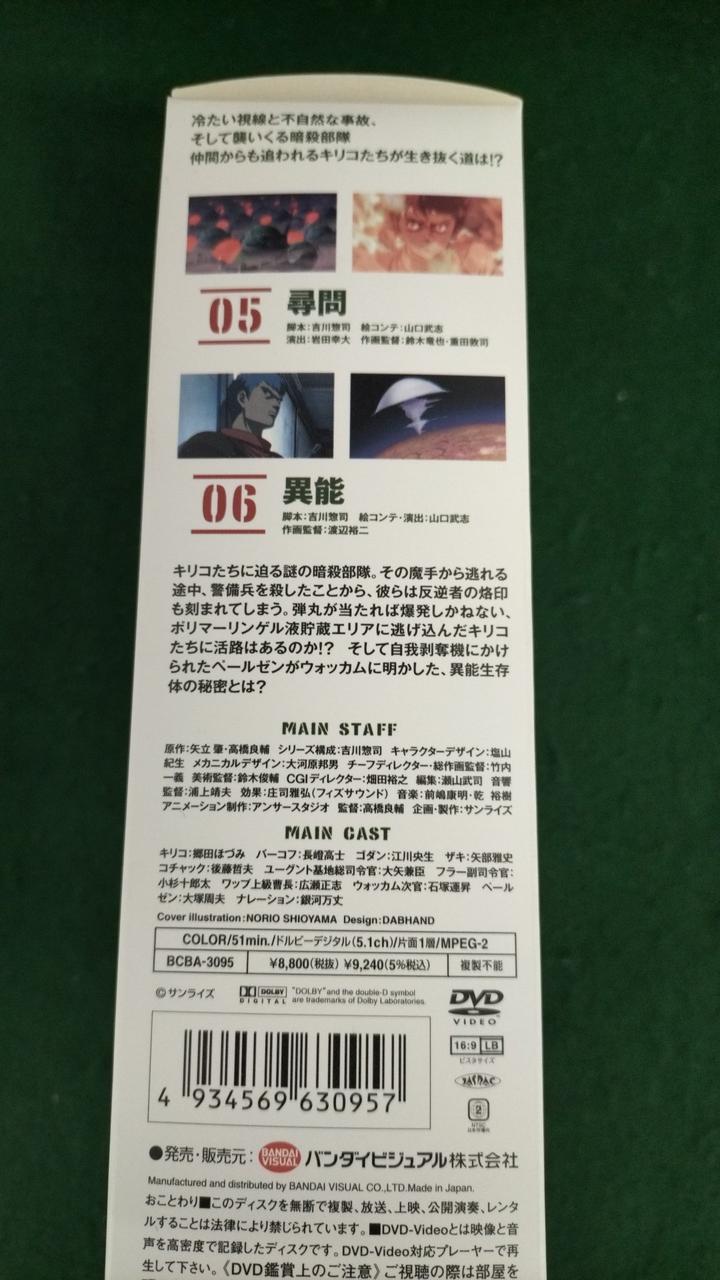 冷たい視線と不自然な事故、
そして襲いくる暗殺部隊
仲間からも追われるキリコたちが生き抜く道は!?
05 尋問
脚本:吉川惣司 絵コンテ:山口武志
演出:岩田幸大 作画監督:鈴木竜也・重田敦司
06 異能
脚本:吉川惣司 絵コンテ・演出:山口武志
作画監督:渡辺裕二
キリコたちに迫る謎の暗殺部隊。その魔手から逃れる
途中、警備兵を殺したことから、彼らは反逆者の烙印
も刻まれてしまう。弾丸が当たれば爆発しかねない、
ポリマーリンゲル液貯蔵エリアに逃げ込んだキリコ
たちに活路はあるのか!? そして自我剥奪機にかけ
られたペールゼンがウォッカムに明かした、異能生存
体の秘密とは?
MAIN STAFF
原作:矢立 肇・高橋良輔 シリーズ構成:吉川惣司 キャラクターデザイン:塩山
紀生 メカニカルデザイン:大河原邦男 チーフディレクター・総作画監督:竹内
一義 美術監督:鈴木俊輔 CGIディレクター:畑田裕之 編集:瀬山武司 音響
監督:浦上靖夫 効果:庄司雅弘(フィズサウンド) 音楽:前嶋康明・乾 裕樹
アニメーション制作:アンサースタジオ 監督:高橋良輔 企画・製作:サンライズ
MAIN CAST
キリコ:郷田ほづみ バーコフ:長嶝高士 ゴダン:江川央生 ザキ:矢部雅史
コチャック:後藤哲夫 ユーグント基地総司令官:大矢兼臣 フラー副司令官:
小杉十郎太 ワップ上級曹長:広瀬正志 ウォッカム次官:石塚運昇 ペール
ゼン:大塚周夫 ナレーション:銀河万丈
Cover illustration:NORIO SHIOYAMA Design:DABHAND
COLOR/51min./ドルビーデジタル(5.1ch)/片面1層/MPEG-2
BCBA-3095 ¥8,800(税抜) ¥9,240(5%税込) 複製不能
©サンライズ DOLBY DIGITAL "DOLBY"and the double-D symbol
are trademarks of Dolby Laboratories.
DVD
VIDEO
16:9 LB
ビスタサイズ
JASRAC
2
NTSC
日本市場向
4 934569 630957
●発売・販売元: BANDAI VISUAL バンダイビジュアル株式会社
Manufactured and distributed by BANDAI VISUAL CO.,LTD.Made in Japan.
おことわり■このディスクを無断で複製、放送、上映、公開演奏、レンタ
ルすることは法律により禁じられています。■DVD-Videoとは映像と音
声を高密度で記録したディスクです。DVD-Video対応プレーヤーで再
生して下さい。《DVD鑑賞上のご注意》ご視聴の際は部屋を